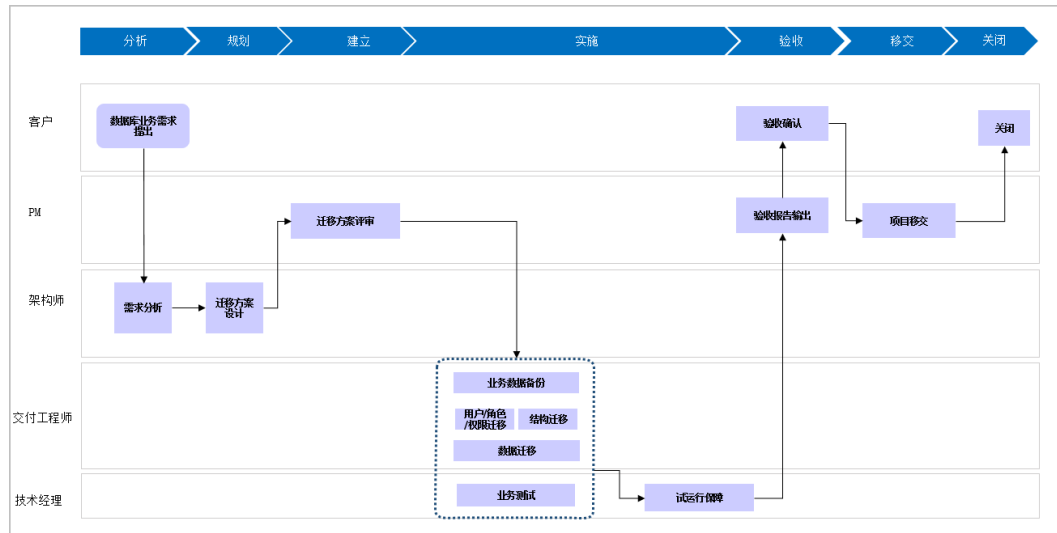 分析
规划
建立
实施
验收
移交
关闭
客户
数据库业务需求
提出
验收确认
关闭
PM
迁移方案评审
验收报告输出
项目移交
架构师
需求分析
迁移方案
设计
交付工程师
业务数据备份
用户/角色
/权限迁移
结构迁移
数据迁移
技术经理
业务测试
试运行保障